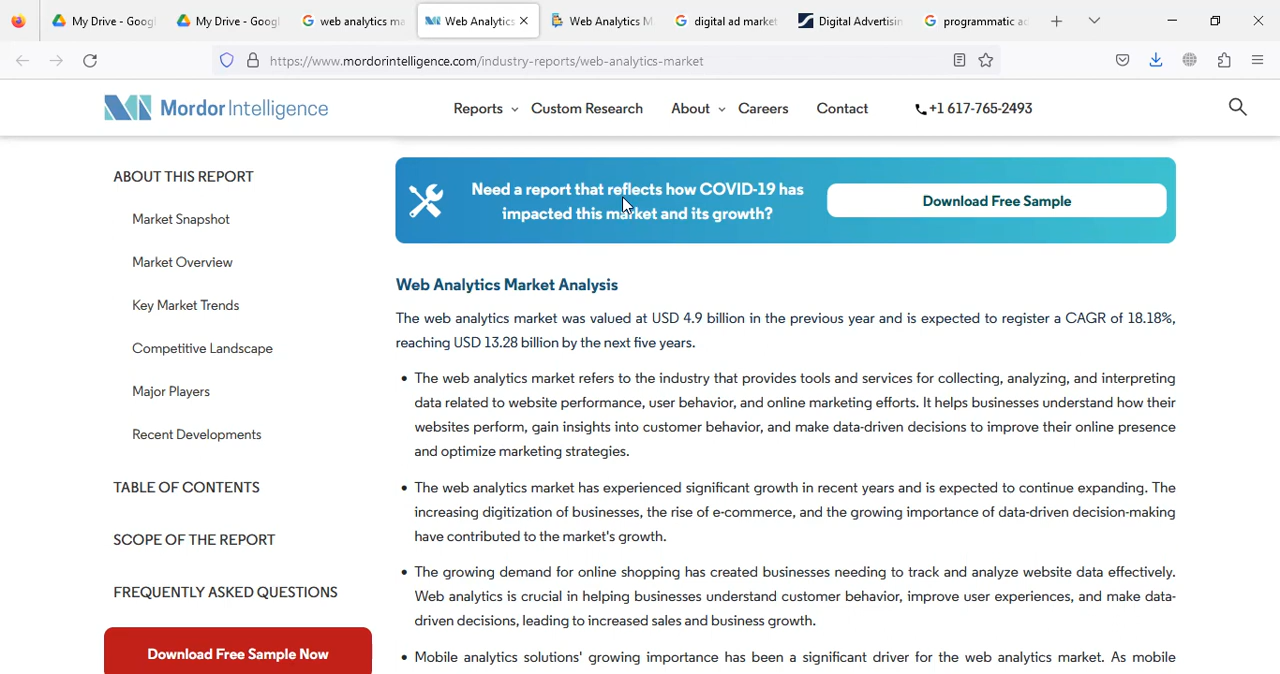 My Drive - Googl
My Drive - Googl
web analytics ma
Web Analytics
Web Analytics M
digital ad market
Digital Advertisin
programmatic ad
https://www.mordorintelligence.com/industry-reports/web-analytics-market
Mordor Intelligence
Reports
Custom Research
About
Careers
Contact
+1 617-765-2493
ABOUT THIS REPORT
Market Snapshot
Market Overview
Key Market Trends
Competitive Landscape
Major Players
Recent Developments
TABLE OF CONTENTS
SCOPE OF THE REPORT
FREQUENTLY ASKED QUESTIONS
Download Free Sample Now
Need a report that reflects how COVID-19 has
impacted this market and its growth?
Download Free Sample
Web Analytics Market Analysis
The web analytics market was valued at USD 4.9 billion in the previous year and is expected to register a CAGR of 18.18%,
reaching USD 13.28 billion by the next five years.
• The web analytics market refers to the industry that provides tools and services for collecting, analyzing, and interpreting
data related to website performance, user behavior, and online marketing efforts. It helps businesses understand how their
websites perform, gain insights into customer behavior, and make data-driven decisions to improve their online presence
and optimize marketing strategies.
• The web analytics market has experienced significant growth in recent years and is expected to continue expanding. The
increasing digitization of businesses, the rise of e-commerce, and the growing importance of data-driven decision-making
have contributed to the market's growth.
• The growing demand for online shopping has created businesses needing to track and analyze website data effectively.
Web analytics is crucial in helping businesses understand customer behavior, improve user experiences, and make data-
driven decisions, leading to increased sales and business growth.
• Mobile analytics solutions' growing importance has been a significant driver for the web analytics market. As mobile